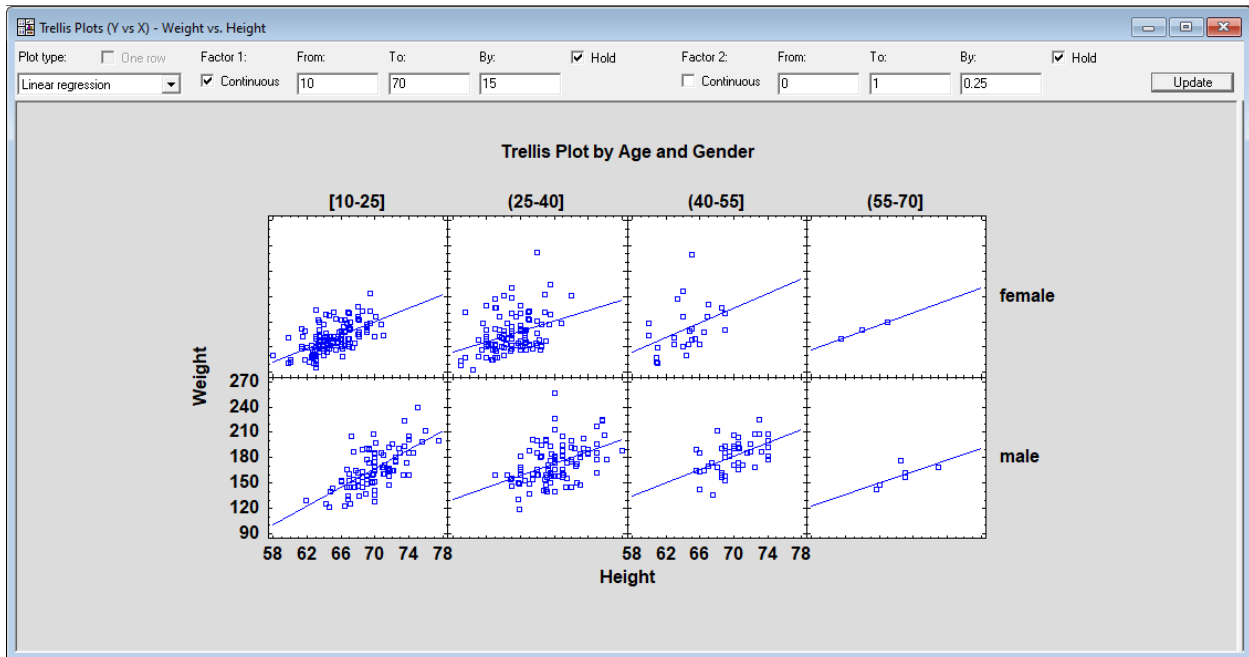 Trellis Plots (Y vs X) - Weight vs. Height
Plot type: One row Factor 1: From: To: By: Hold Factor 2: From: To: By: Hold
Linear regression Continuous 10 70 15 Continuous 0 1 0.25 Update
Trellis Plot by Age and Gender
[10-25] (25-40] (40-55] (55-70]
female
Weight
270
240
210
180
male
150
120
90
58 62 66 70 74 78 58 62 66 70 74 78
Height